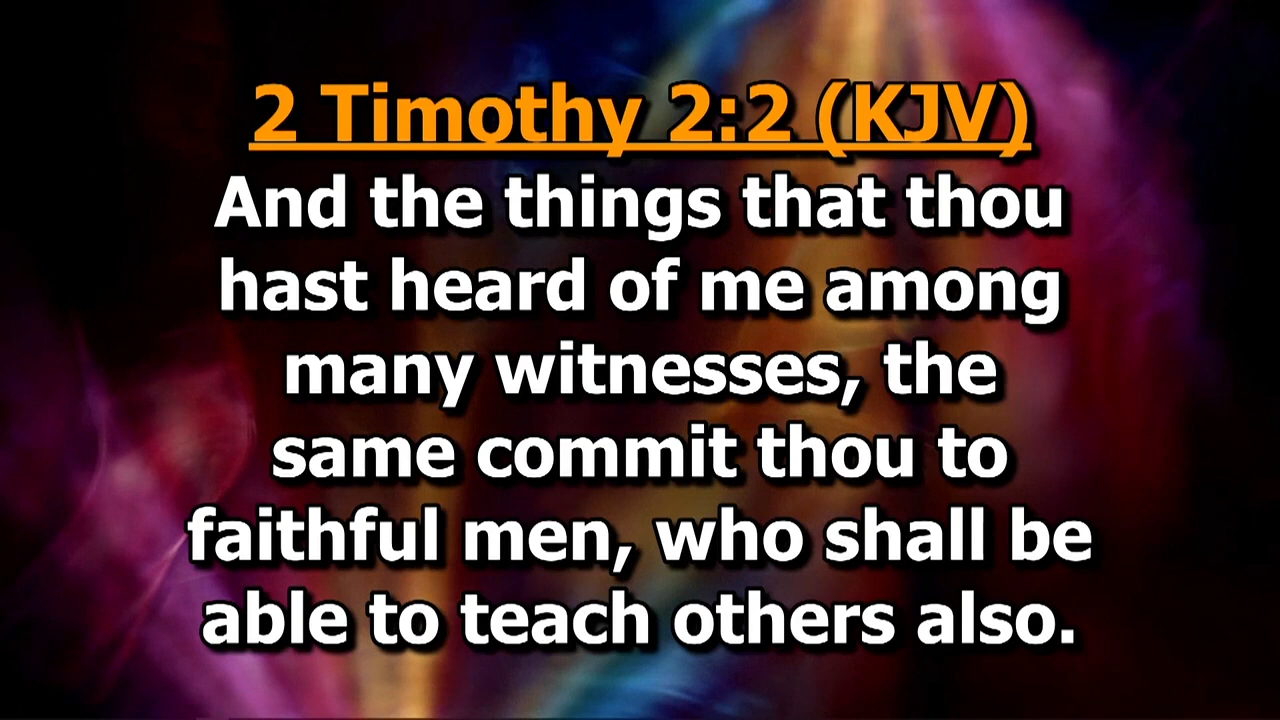 2 Timothy 2:2 (KJV)
And the things that thou
hast heard of me among
many witnesses, the
same commit thou to
faithful men, who shall be
able to teach others also.